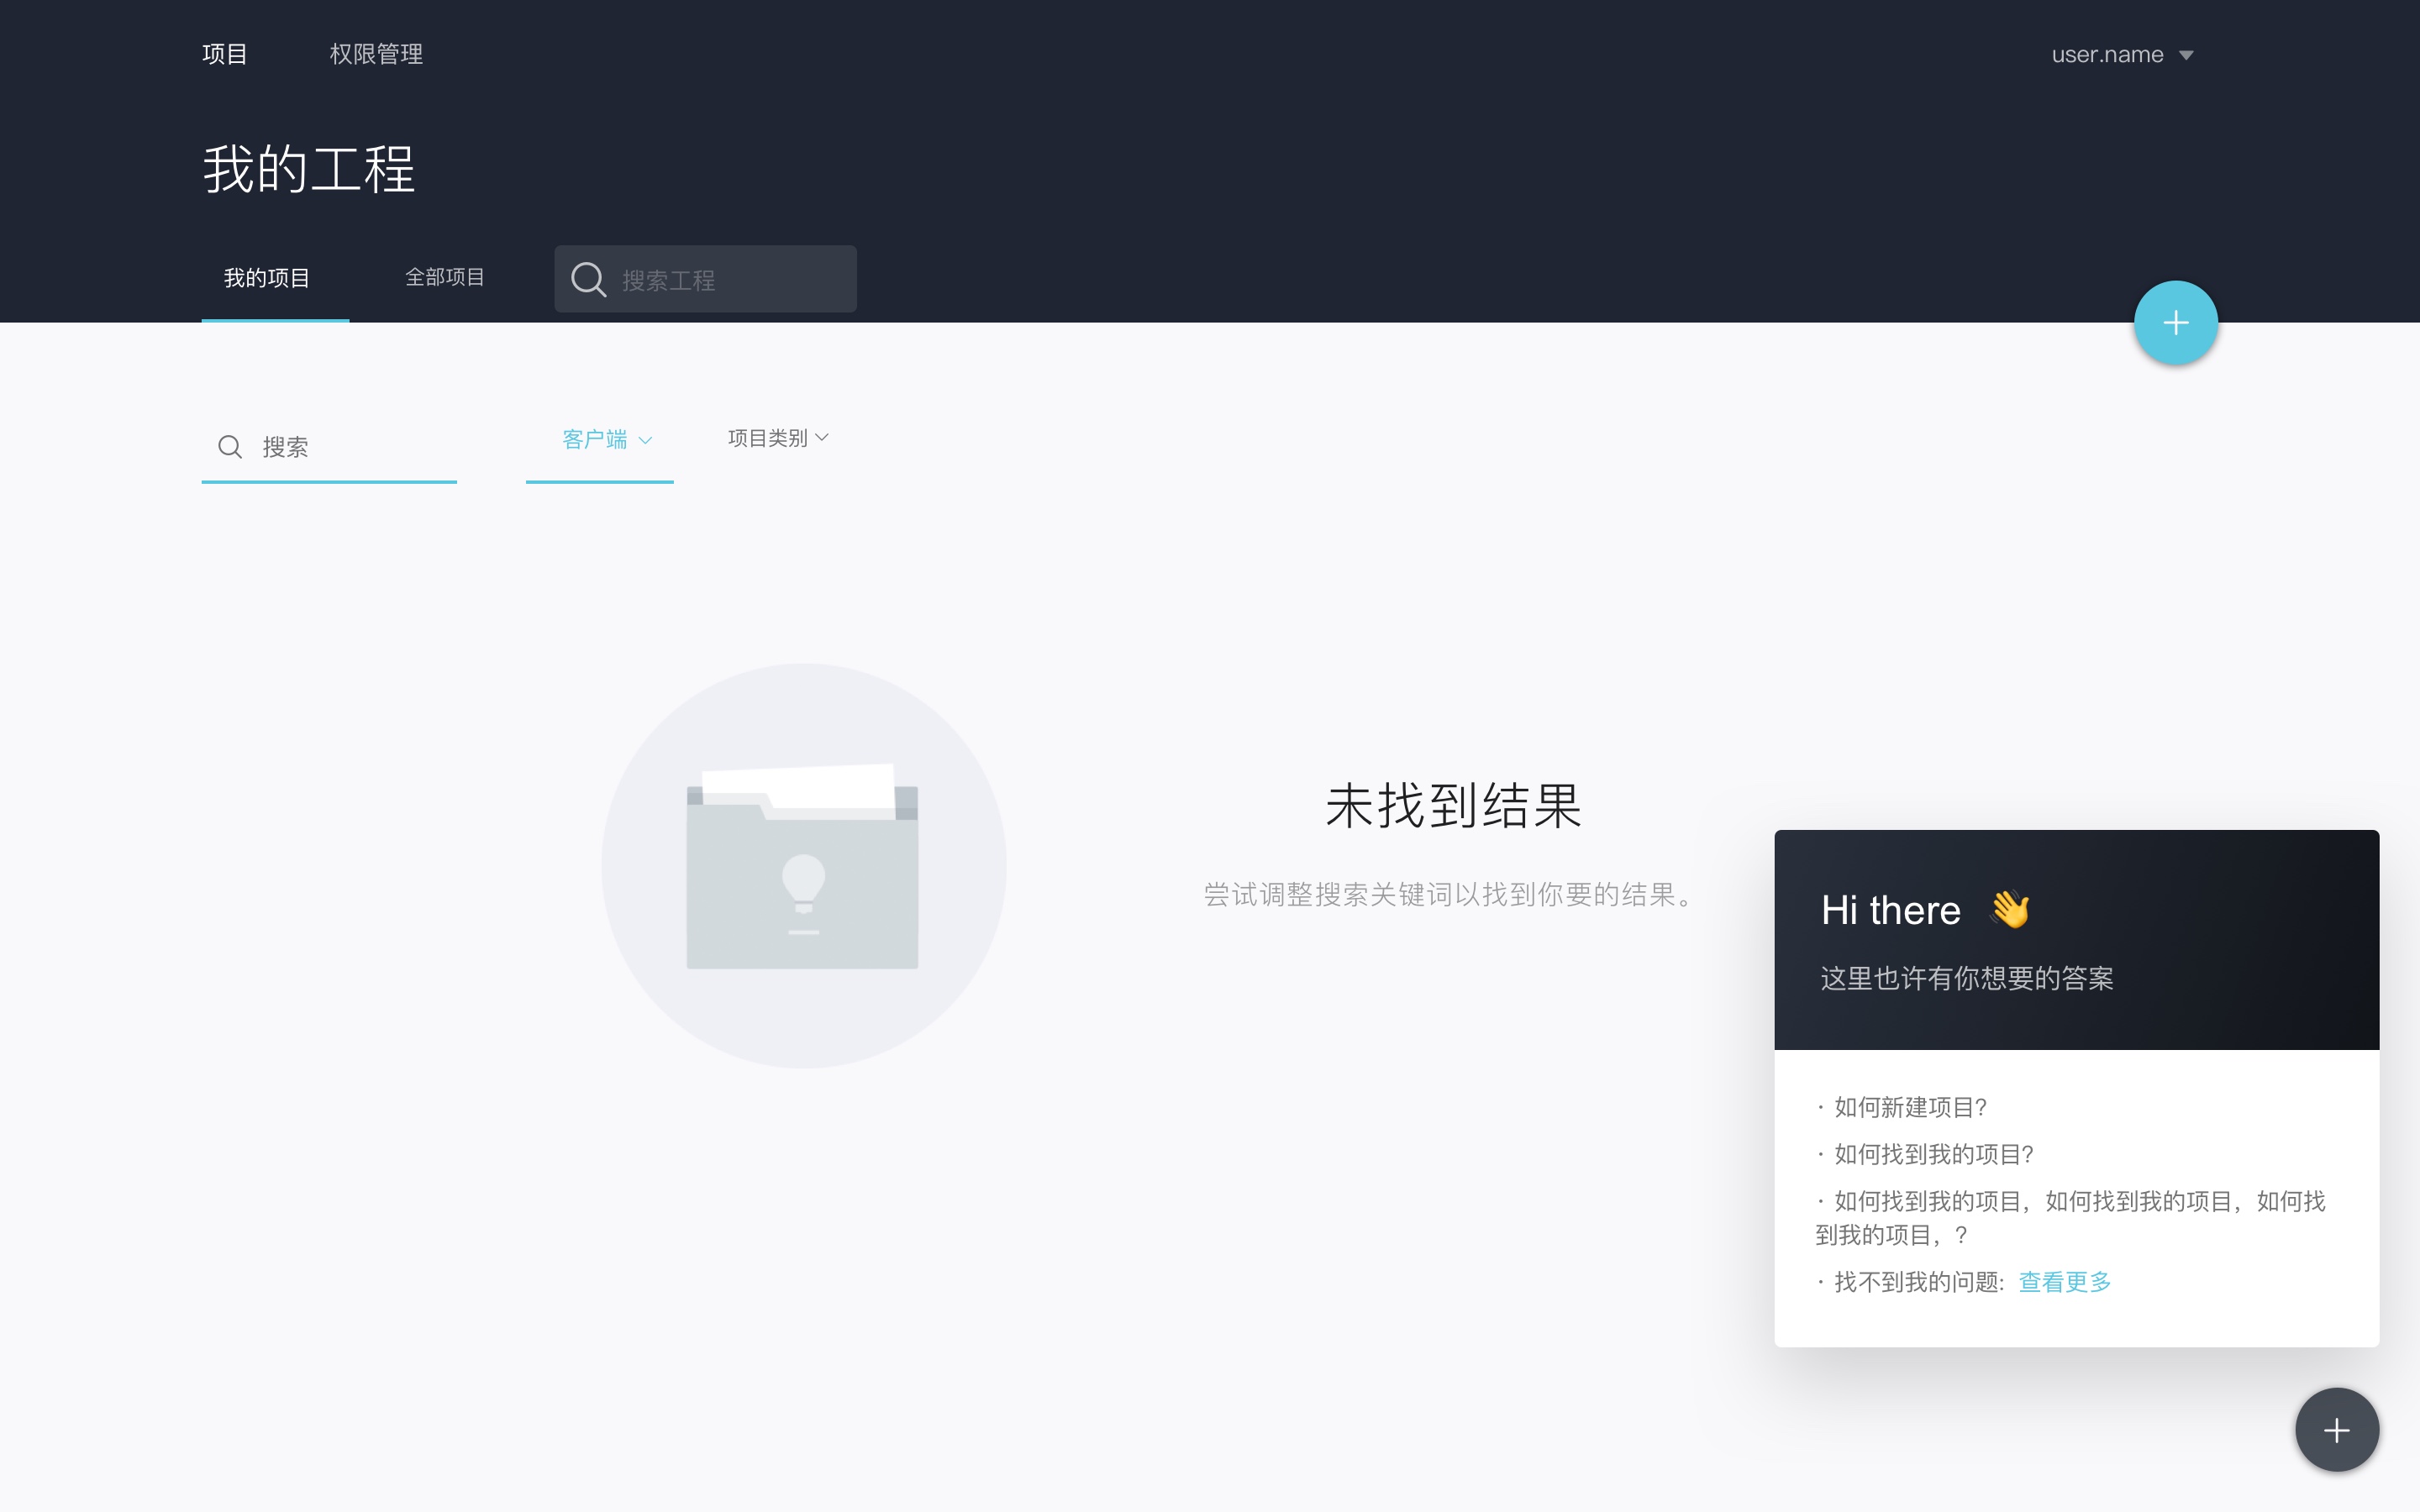 项目
权限管理
user.name
我的工程
我的项目
全部项目
搜索工程
搜索
客户端
项目类别
未找到结果
尝试调整搜索关键词以找到你要的结果。
Hi there 👋
这里也许有你想要的答案
· 如何新建项目?
· 如何找到我的项目?
· 如何找到我的项目，如何找到我的项目，如何找
到我的项目，?
· 找不到我的问题: 查看更多